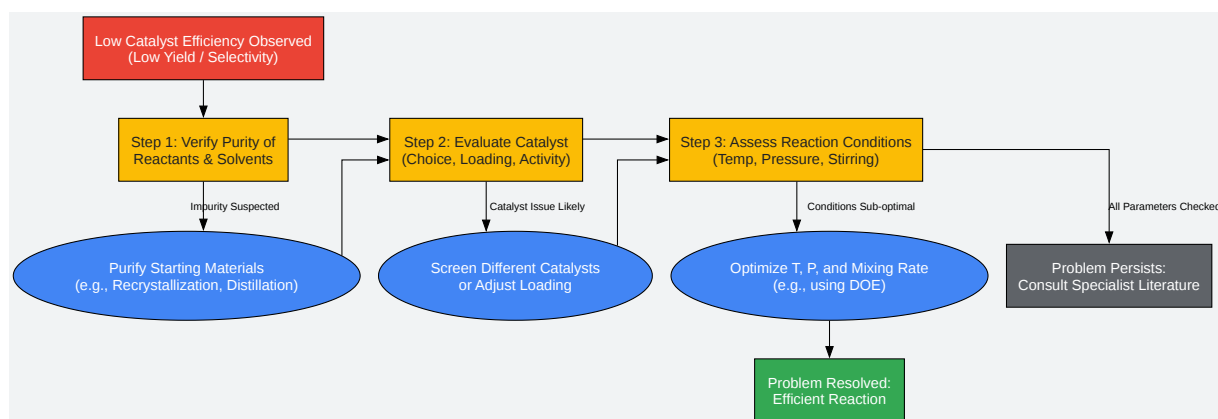 Low Catalyst Efficiency Observed
(Low Yield / Selectivity)
Step 1: Verify Purity of
Reactants & Solvents
Step 2: Evaluate Catalyst
(Choice, Loading, Activity)
Step 3: Assess Reaction Conditions
(Temp, Pressure, Stirring)
Impurity Suspected
Catalyst Issue Likely
Conditions Sub-optimal
All Parameters Checked
Purify Starting Materials
(e.g., Recrystallization, Distillation)
Screen Different Catalysts
or Adjust Loading
Optimize T, P, and Mixing Rate
(e.g., using DOE)
Problem Persists:
Consult Specialist Literature
Problem Resolved:
Efficient Reaction